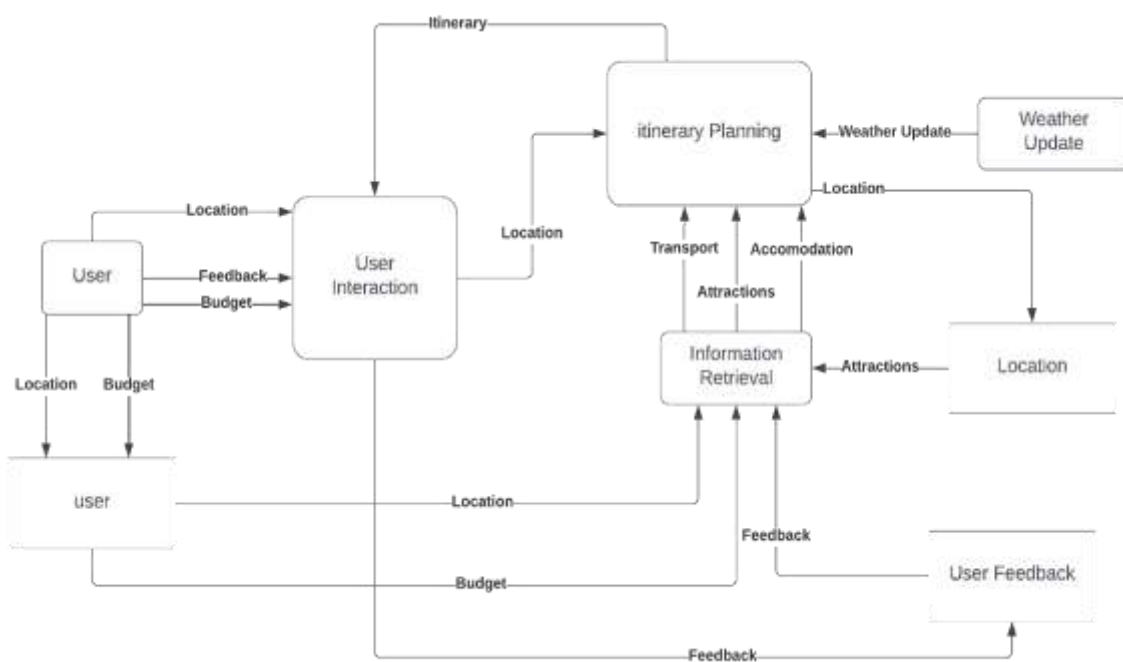 Itinerary
itinerary Planning
Weather Update
Weather
Update
Location
Location
User
Feedback
Budget
User
Interaction
Location
Transport
Accomodation
Attractions
Information
Retrieval
Attractions
Location
Location
Budget
user
Location
Feedback
User Feedback
Budget
Feedback